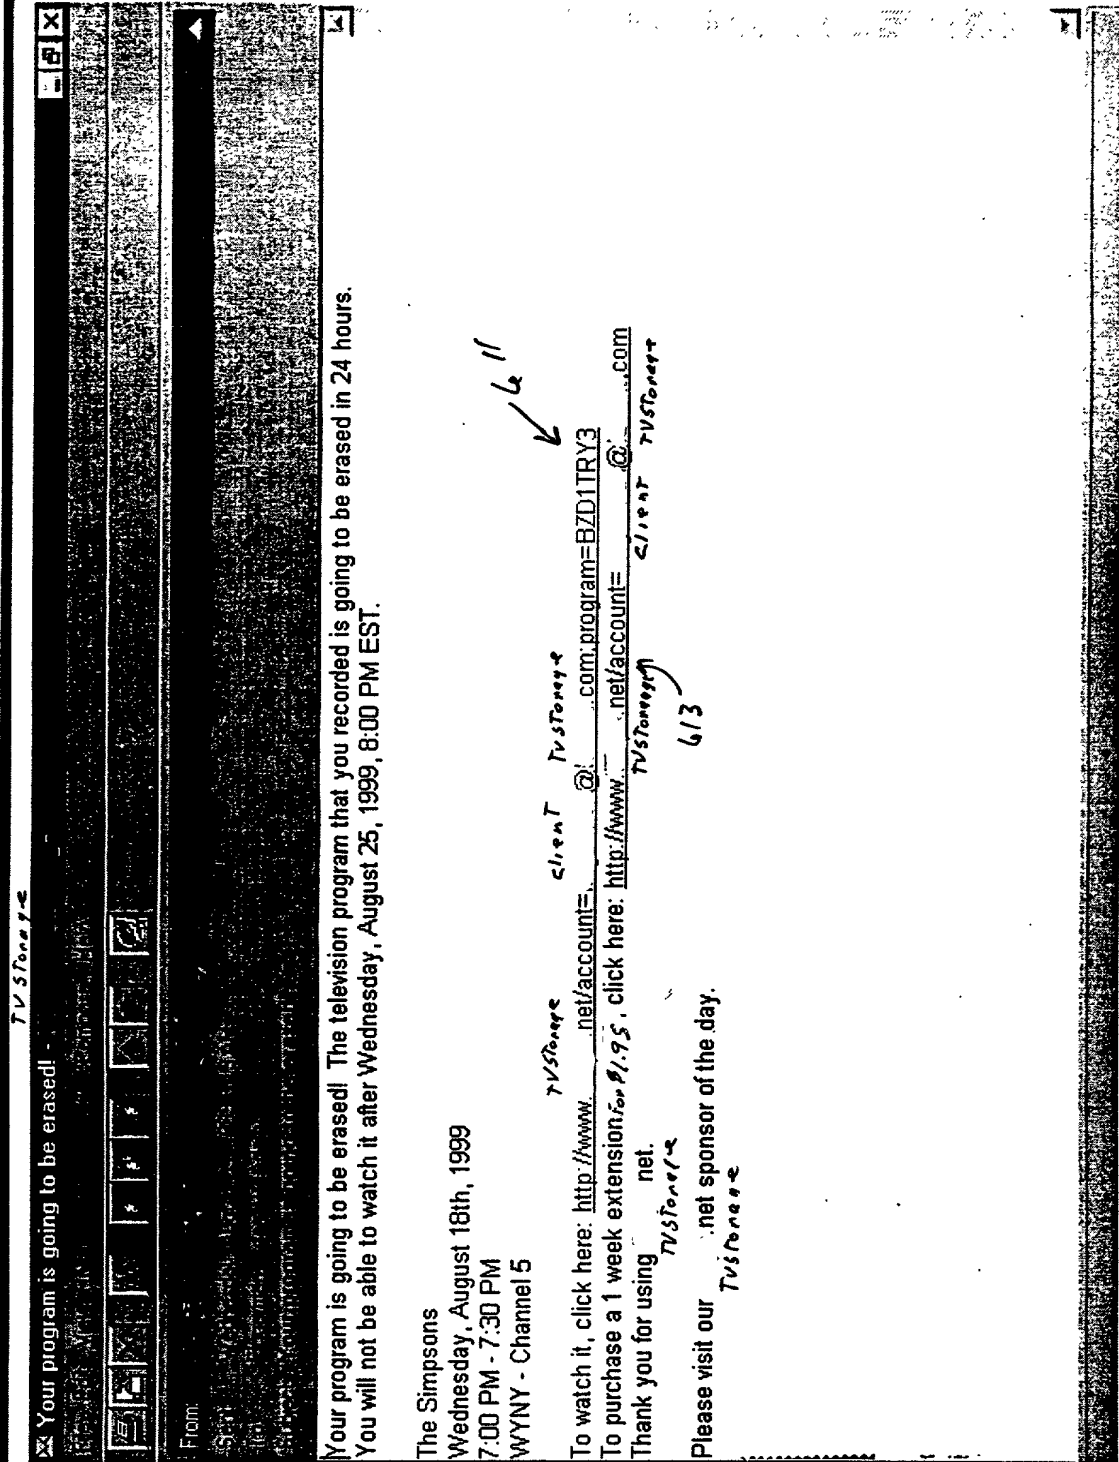 TVStorage
Your program is going to be erased! -
From:
Your program is going to be erased! The television program that you recorded is going to be erased in 24 hours.
You will not be able to watch it after Wednesday, August 25, 1999, 8:00 PM EST.
The Simpsons
Wednesday, August 18th, 1999
7:00 PM - 7:30 PM
WYNY - Channel 5
611
TVStorage client TVStorage
To watch it, click here: http://www. .net/account= @ .com;program=BZD1TRY3
To purchase a 1 week extension for $1.95, click here: http://www. .net/account= @ .com
TVStorage client TVStorage
613
Thank you for using net.
TVStorage
Please visit our .net sponsor of the day.
TVStorage